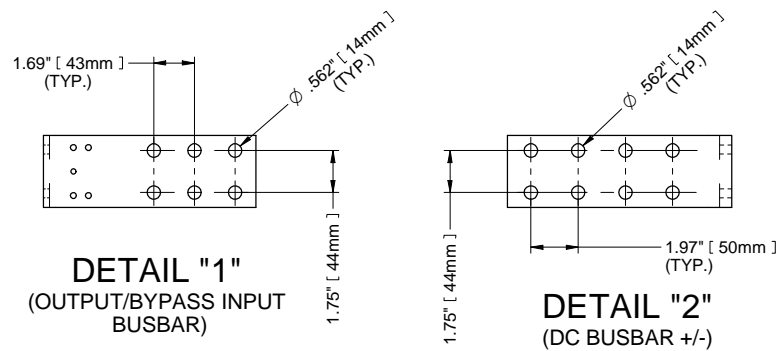 1.69" [ 43mm ]
(TYP.)
Ø .562" [ 14mm ]
(TYP.)
1.75" [ 44mm ]
DETAIL "1"
(OUTPUT/BYPASS INPUT
BUSBAR)
Ø .562" [ 14mm ]
(TYP.)
1.75" [ 44mm ]
1.97" [ 50mm ]
(TYP.)
DETAIL "2"
(DC BUSBAR +/-)